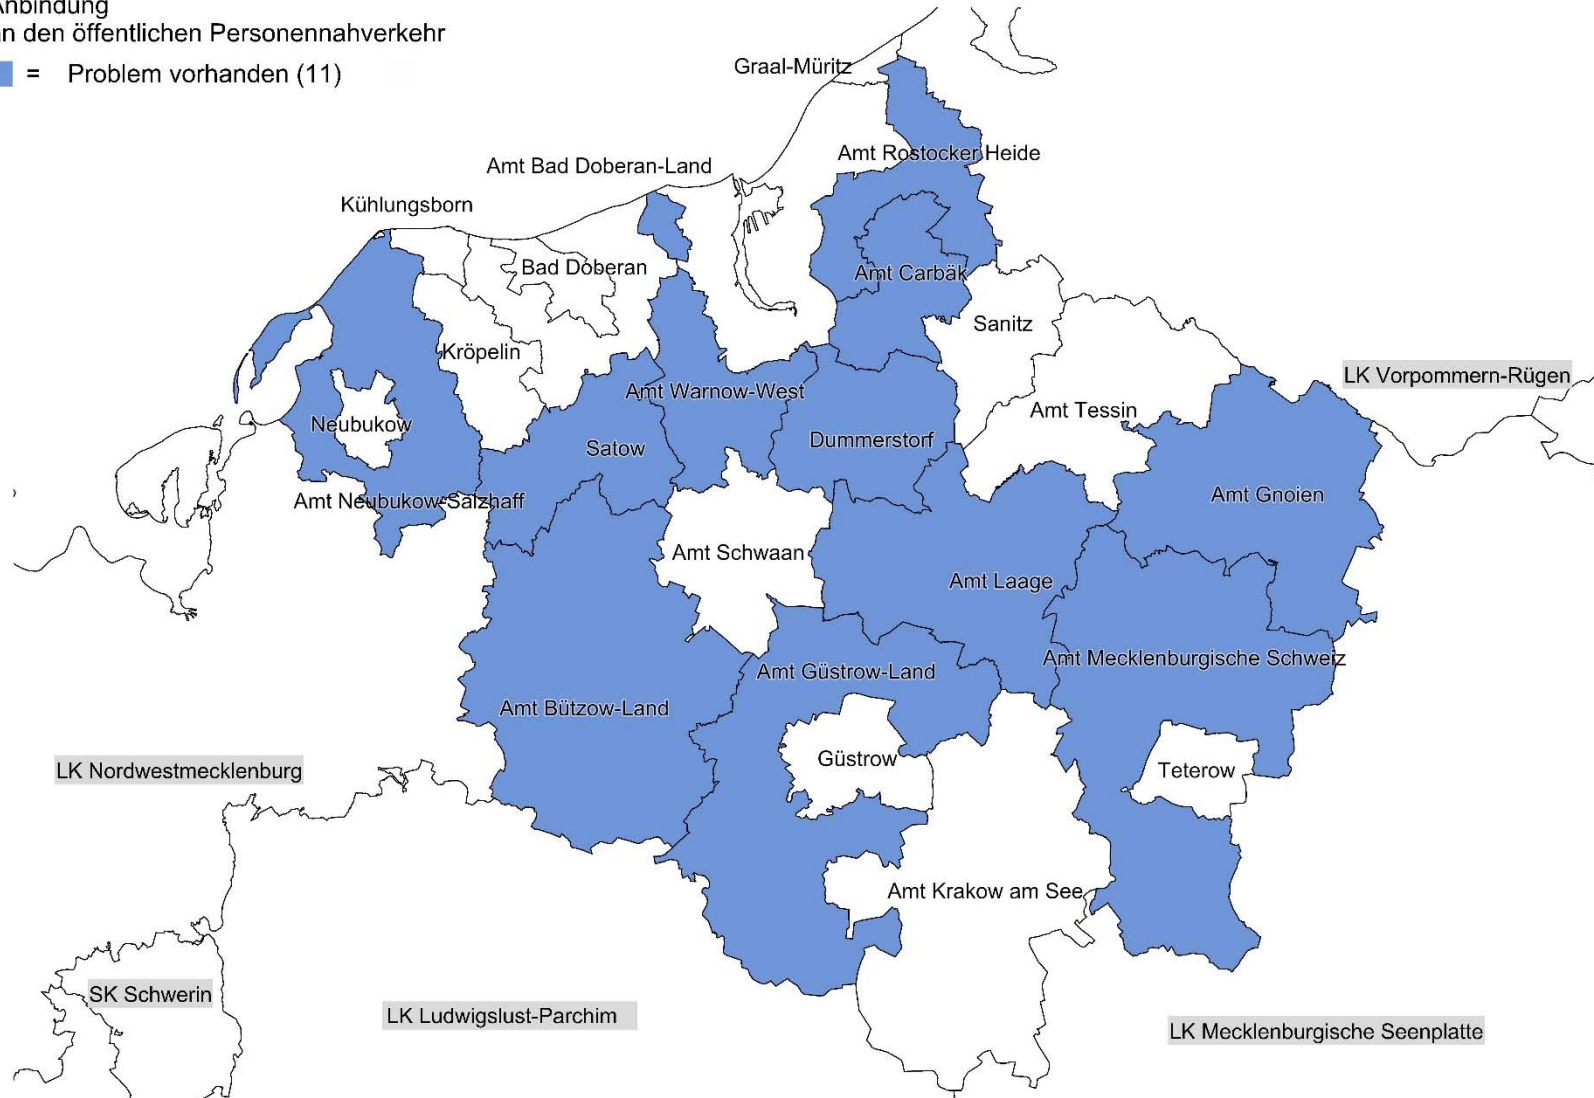 Anbindung
an den öffentlichen Personennahverkehr
= Problem vorhanden (11)
Graal-Müritz
Amt Rostocker Heide
Amt Bad Doberan-Land
Kühlungsborn
Bad Doberan
Amt Carbäk
Sanitz
Kröpelin
LK Vorpommern-Rügen
Amt Warnow-West
Amt Tessin
Neubukow
Satow
Dummerstorf
Amt Gnoien
Amt Neubukow-Salzhaff
Amt Schwaan
Amt Laage
Amt Mecklenburgische Schweiz
Amt Güstrow-Land
Amt Bützow-Land
Güstrow
LK Nordwestmecklenburg
Teterow
Amt Krakow am See
SK Schwerin
LK Ludwigslust-Parchim
LK Mecklenburgische Seenplatte